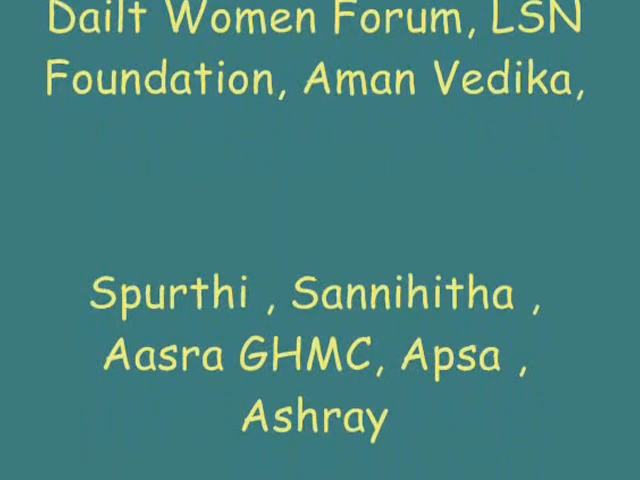 Dailt Women Forum, LSN
Foundation, Aman Vedika,
Spurthi , Sannihitha ,
Aasra GHMC, Apsa ,
Ashray